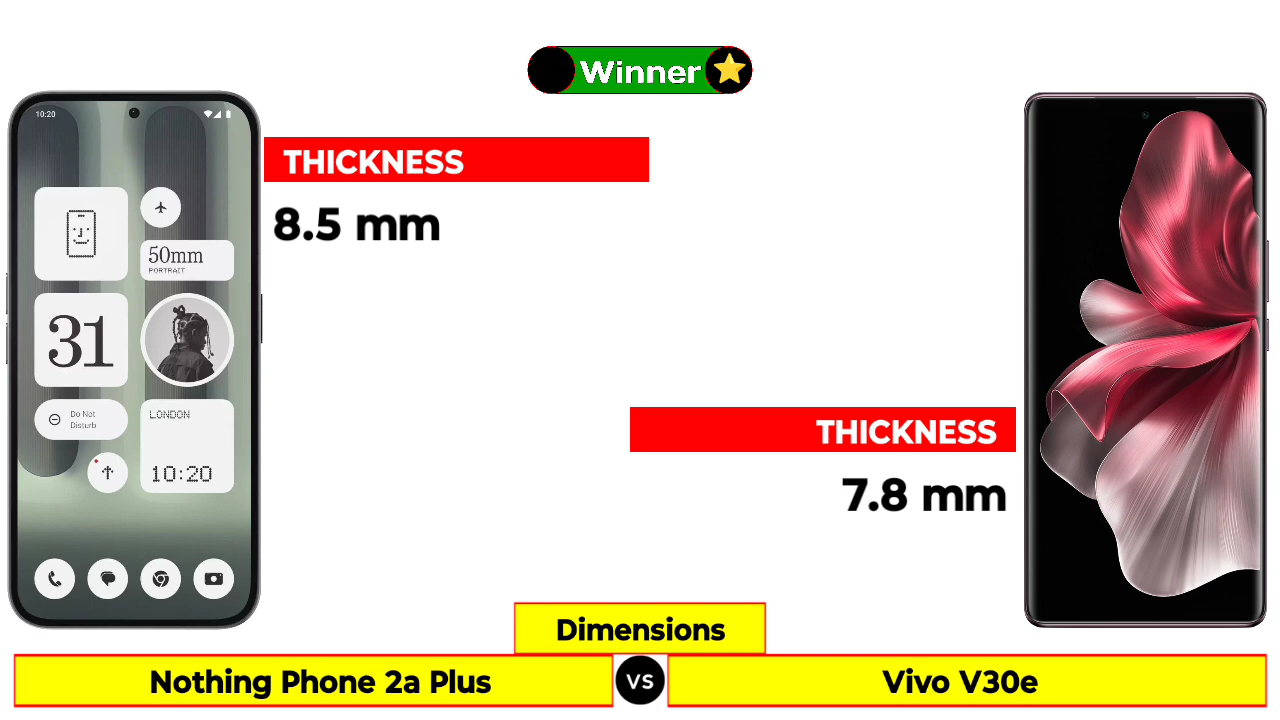 Winner
10:20
THICKNESS
8.5 mm
50mm
PORTRAIT
31
Do Not
Disturb
LONDON
10:20
THICKNESS
7.8 mm
Dimensions
Nothing Phone 2a Plus
VS
Vivo V30e